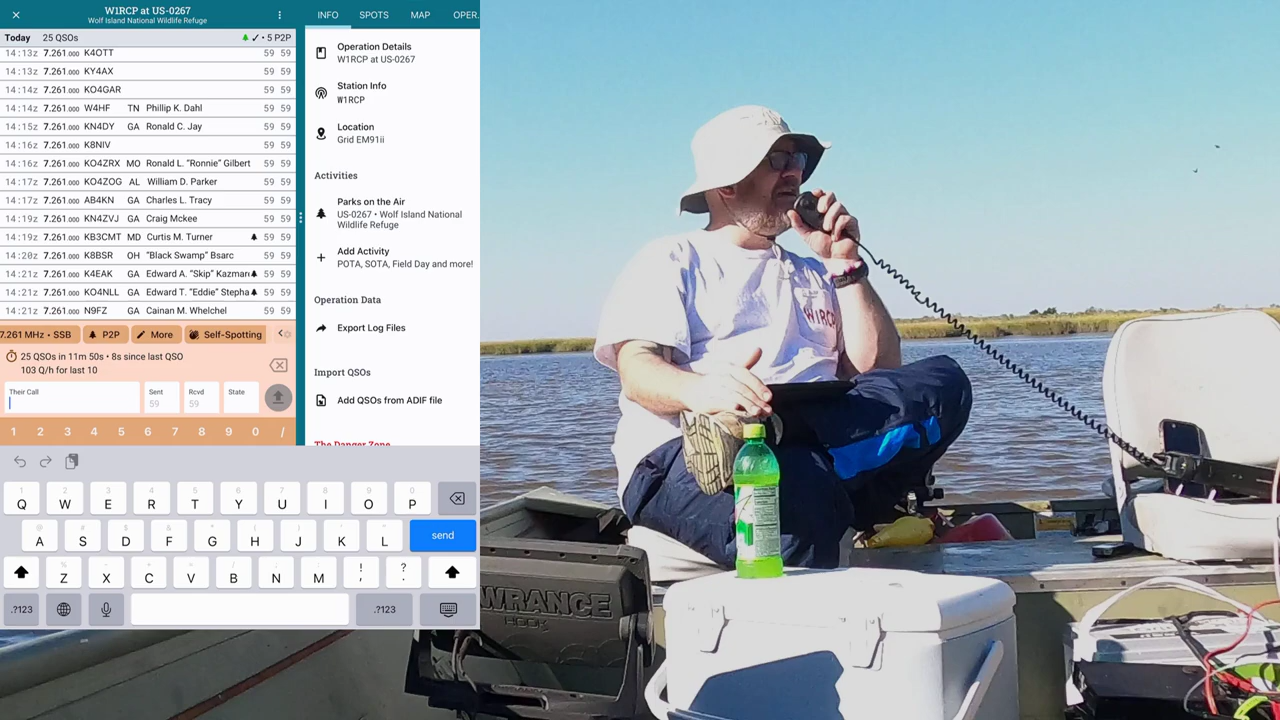 W1RCP at US-0267
Wolf Island National Wildlife Refuge
Today 25 QSOs ✓ • 5 P2P
14:13z 7.261.000 K4OTT 59 59
14:13z 7.261.000 KY4AX 59 59
14:14z 7.261.000 KO4GAR 59 59
14:14z 7.261.000 W4HF TN Phillip K. Dahl 59 59
14:15z 7.261.000 KN4DY GA Ronald C. Jay 59 59
14:16z 7.261.000 K8NIV 59 59
14:16z 7.261.000 KO4ZRX MO Ronald L. “Ronnie” Gilbert 59 59
14:17z 7.261.000 KO4ZOG AL William D. Parker 59 59
14:17z 7.261.000 AB4KN GA Charles L. Tracy 59 59
14:19z 7.261.000 KN4ZVJ GA Craig Mckee 59 59
14:19z 7.261.000 KB3CMT MD Curtis M. Turner 59 59
14:20z 7.261.000 K8BSR OH “Black Swamp” Bsarc 59 59
14:21z 7.261.000 K4EAK GA Edward A. “Skip” Kazmar 59 59
14:21z 7.261.000 KO4NLL GA Edward T. “Eddie” Stepha 59 59
14:21z 7.261.000 N9FZ GA Cainan M. Whelchel 59 59
7.261 MHz • SSB P2P More Self-Spotting
25 QSOs in 11m 50s • 8s since last QSO
103 Q/h for last 10
Their Call Sent Rcvd State
59 59
1 2 3 4 5 6 7 8 9 0 /
INFO SPOTS MAP OPER.
Operation Details
W1RCP at US-0267
Station Info
W1RCP
Location
Grid EM91ii
Activities
Parks on the Air
US-0267 • Wolf Island National
Wildlife Refuge
Add Activity
POTA, SOTA, Field Day and more!
Operation Data
Export Log Files
Import QSOs
Add QSOs from ADIF file
The Danger Zone
1 2 3 4 5 6 7 8 9 0
Q W E R T Y U I O P
A S D F G H J K L send
Z X C V B N M ! , ? .
.?123 .?123
W1RCP
WRANCE
HOOK